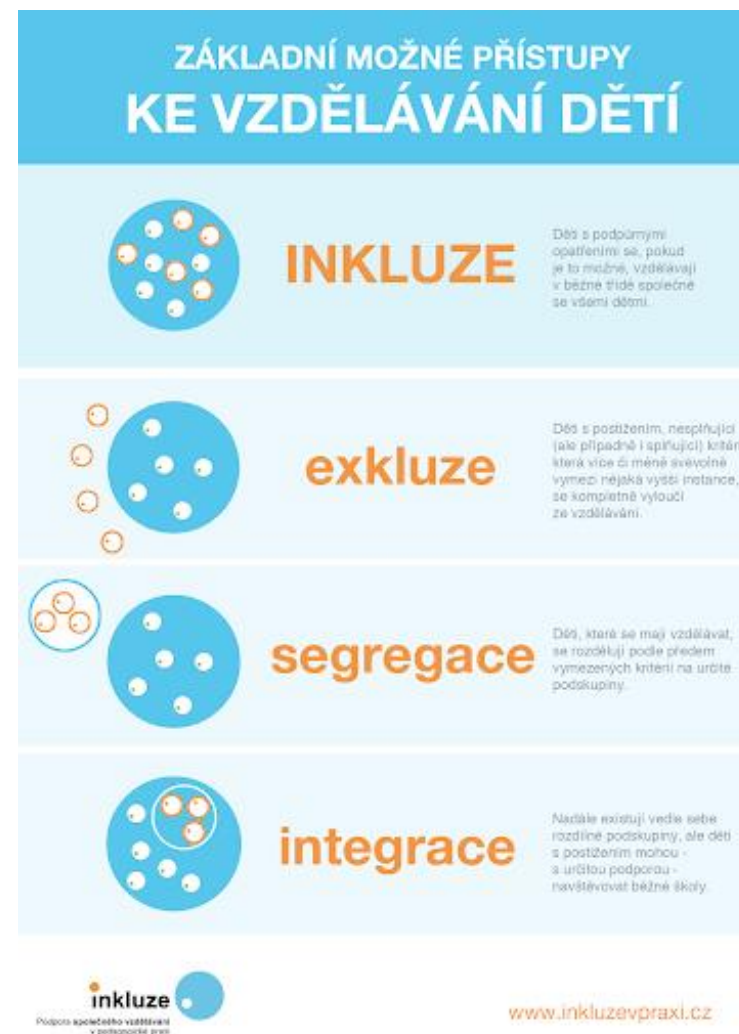 ZÁKLADNÍ MOŽNÉ PŘÍSTUPY
KE VZDĚLÁVÁNÍ DĚTÍ
INKLUZE
Děti s podpůrnými
opatřeními se, pokud
je to možné, vzdělávají
v běžné třídě společně
se všemi dětmi.
exkluze
Děti s postižením, nesplňující
(ale případně i splňující) kritér
která více či méně svévolně
vymezí nějaká vyšší instance,
se kompletně vyloučí
ze vzdělávání.
segregace
Děti, které se mají vzdělávat,
se rozdělují podle předem
vymezených kritérií na určité
podskupiny.
integrace
Nadále existují vedle sebe
rozdílné podskupiny, ale děti
s postižením mohou -
s určitou podporou -
navštěvovat běžné školy.
inkluze
Podpora společného vzdělávání
v pedagogické praxi
www.inkluzevpraxi.cz